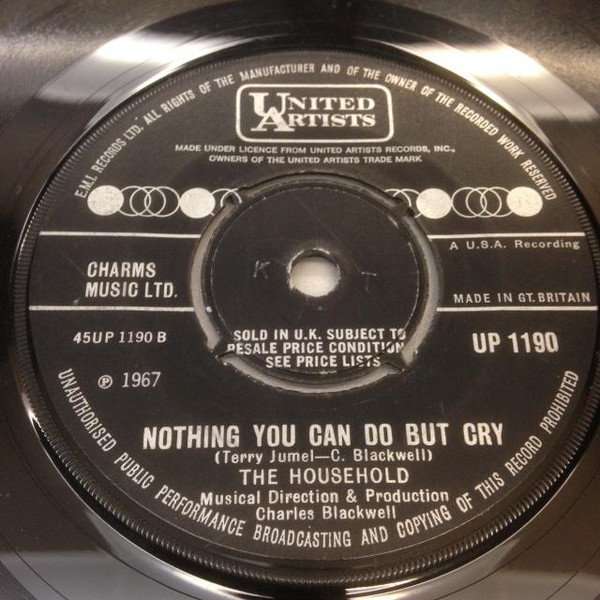 E.M.I. RECORDS LTD. ALL RIGHTS OF THE MANUFACTURER AND OF THE OWNER OF THE RECORDED WORK RESERVED
UNITED
ARTISTS
MADE UNDER LICENCE FROM UNITED ARTISTS RECORDS, INC.,
OWNERS OF THE UNITED ARTISTS TRADE MARK
A U.S.A. Recording
CHARMS
MUSIC LTD.
K T
MADE IN GT. BRITAIN
45UP 1190 B
SOLD IN U.K. SUBJECT TO
RESALE PRICE CONDITIONS
SEE PRICE LISTS
UP 1190
℗ 1967
NOTHING YOU CAN DO BUT CRY
(Terry Jumel—C. Blackwell)
THE HOUSEHOLD
Musical Direction & Production
Charles Blackwell
UNAUTHORISED PUBLIC PERFORMANCE BROADCASTING AND COPYING OF THIS RECORD PROHIBITED